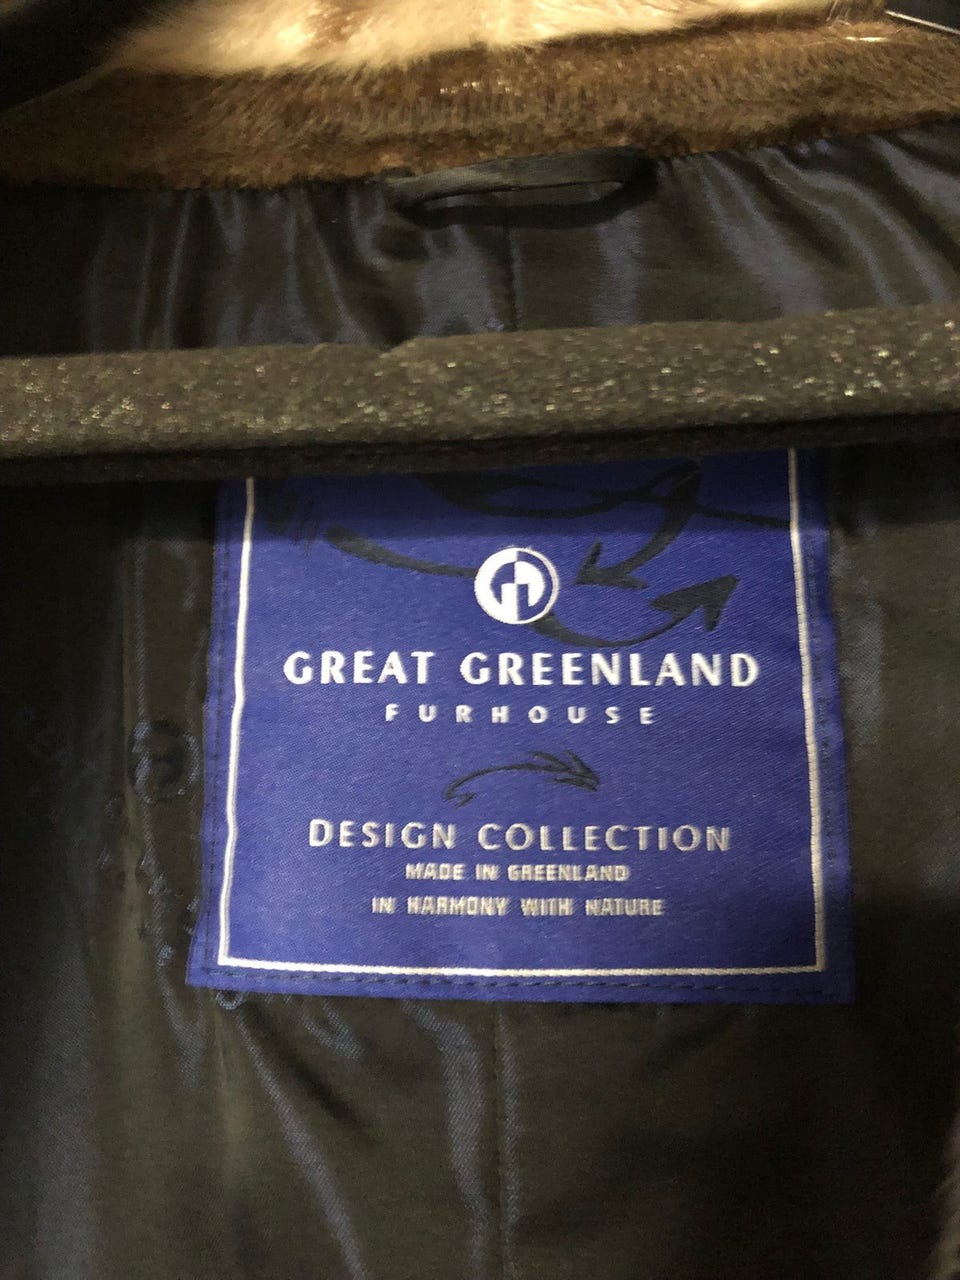 GREAT GREENLAND
FURHOUSE
DESIGN COLLECTION
MADE IN GREENLAND
IN HARMONY WITH NATURE